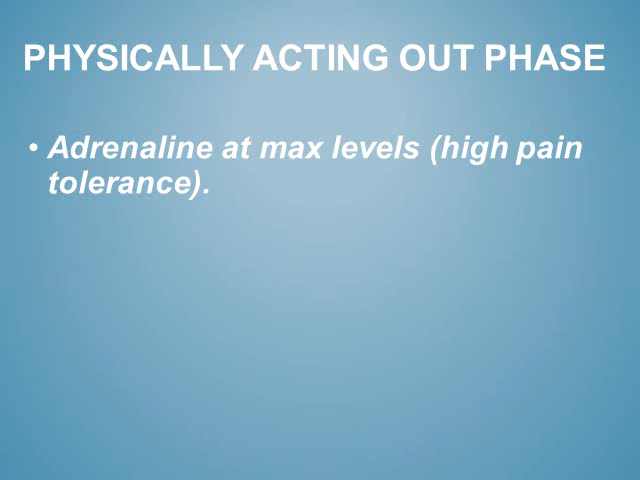 PHYSICALLY ACTING OUT PHASE
• Adrenaline at max levels (high pain
tolerance).